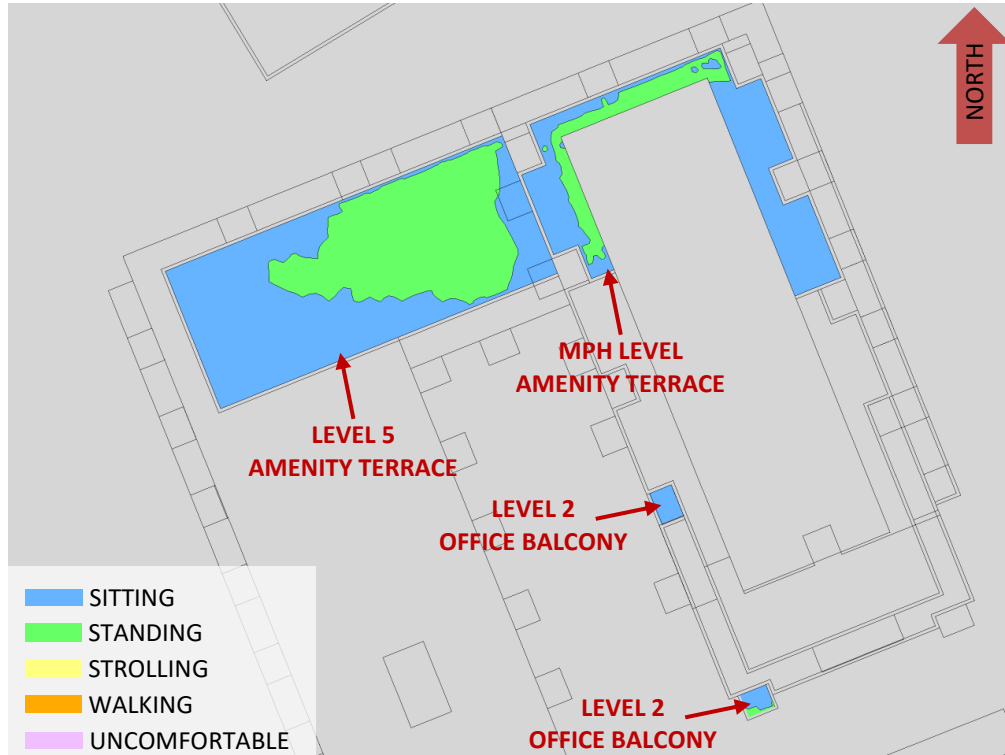 NORTH
MPH LEVEL
AMENITY TERRACE
LEVEL 5
AMENITY TERRACE
LEVEL 2
OFFICE BALCONY
SITTING
STANDING
STROLLING
WALKING
UNCOMFORTABLE
LEVEL 2
OFFICE BALCONY